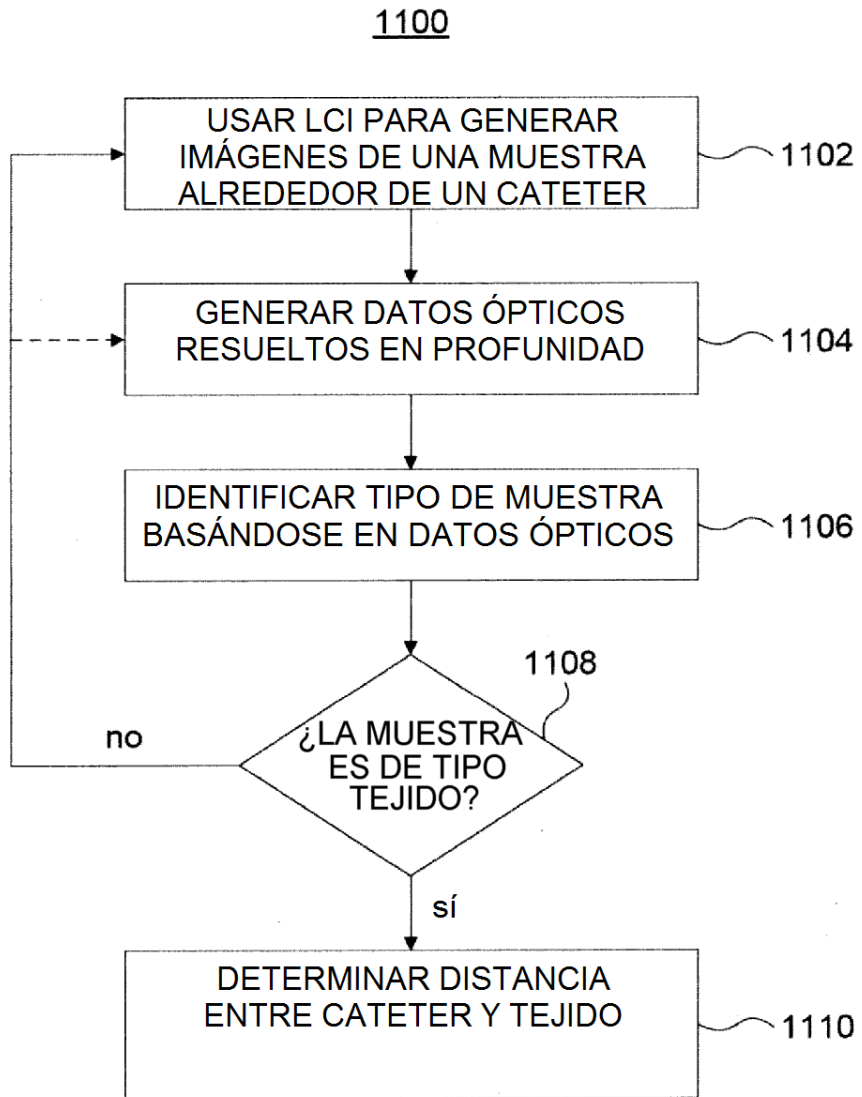 1100
USAR LCI PARA GENERAR
IMÁGENES DE UNA MUESTRA
ALREDEDOR DE UN CATETER
1102
GENERAR DATOS ÓPTICOS
RESUELTOS EN PROFUNIDAD
1104
IDENTIFICAR TIPO DE MUESTRA
BASÁNDOSE EN DATOS ÓPTICOS
1106
1108
¿LA MUESTRA
ES DE TIPO
TEJIDO?
no
sí
DETERMINAR DISTANCIA
ENTRE CATETER Y TEJIDO
1110